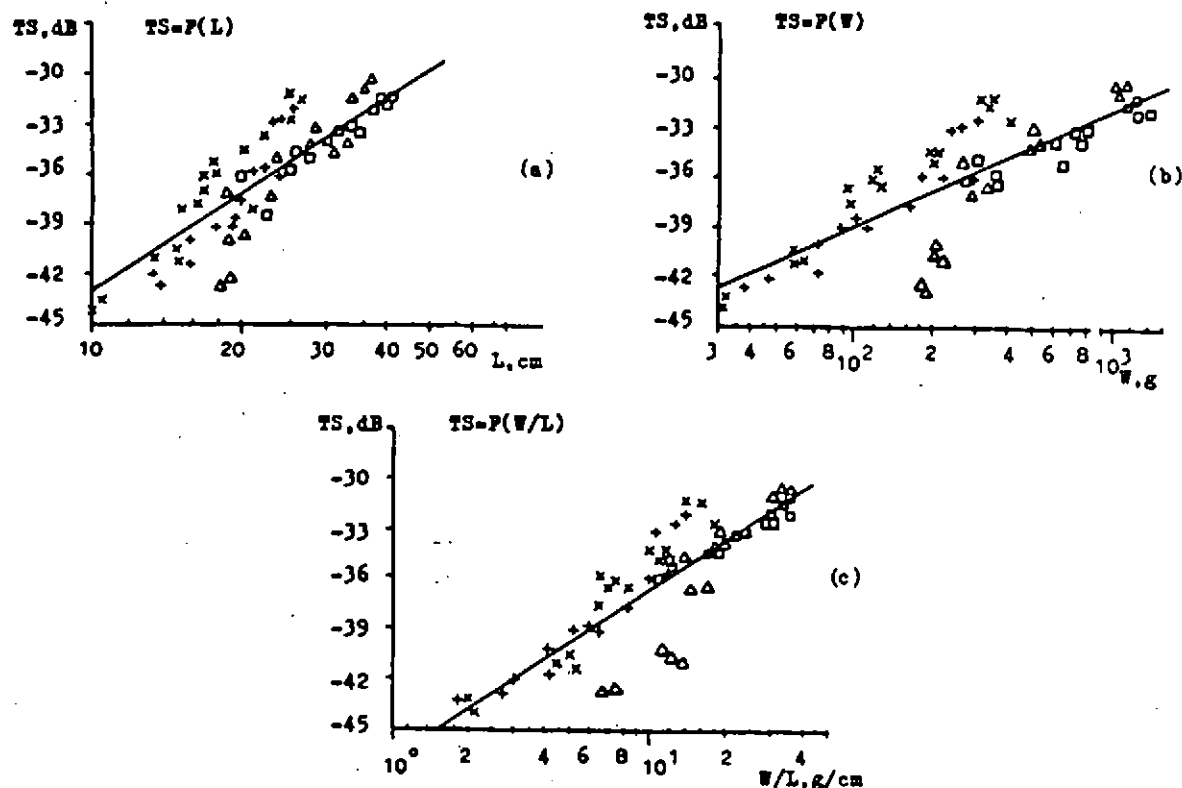 TS,dB TS=P(L)
-30
-33
-36
-39
-42
-45
10 20 30 40 50 60
L,cm
(a)
TS,dB TS=P(W)
-30
-33
-36
-39
-42
-45
3 4 6 8 10² 2 4 6 8 10³
W,g
(b)
TS,dB TS=P(W/L)
-30
-33
-36
-39
-42
-45
10⁰ 2 4 6 8 10¹ 2 4
W/L,g/cm
(c)